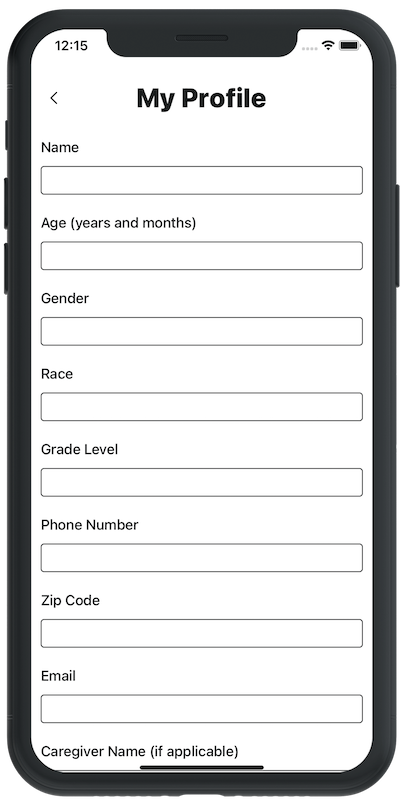 12:15
My Profile
Name
Age (years and months)
Gender
Race
Grade Level
Phone Number
Zip Code
Email
Caregiver Name (if applicable)